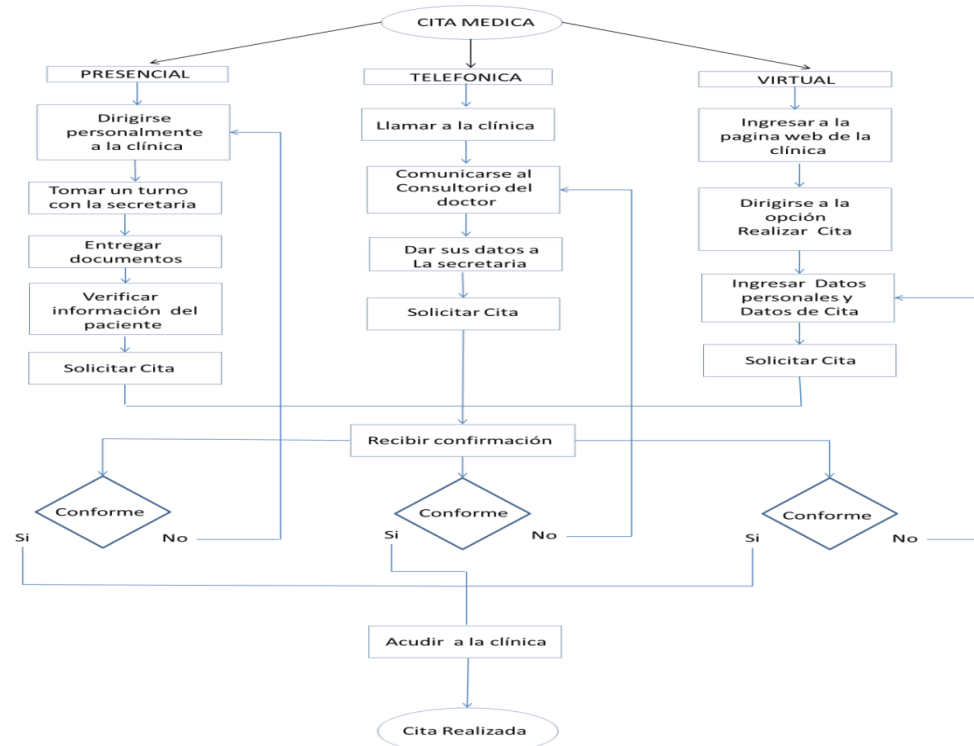 CITA MEDICA
PRESENCIAL
Dirigirse
personalmente
a la clínica
Tomar un turno
con la secretaria
Entregar
documentos
Verificar
información del
paciente
Solicitar Cita
TELEFONICA
Llamar a la clínica
Comunicarse al
Consultorio del
doctor
Dar sus datos a
La secretaria
Solicitar Cita
VIRTUAL
Ingresar a la
pagina web de la
clínica
Dirigirse a la
opción
Realizar Cita
Ingresar Datos
personales y
Datos de Cita
Solicitar Cita
Recibir confirmación
Conforme
Si
No
Conforme
Si
No
Conforme
Si
No
Acudir a la clínica
Cita Realizada